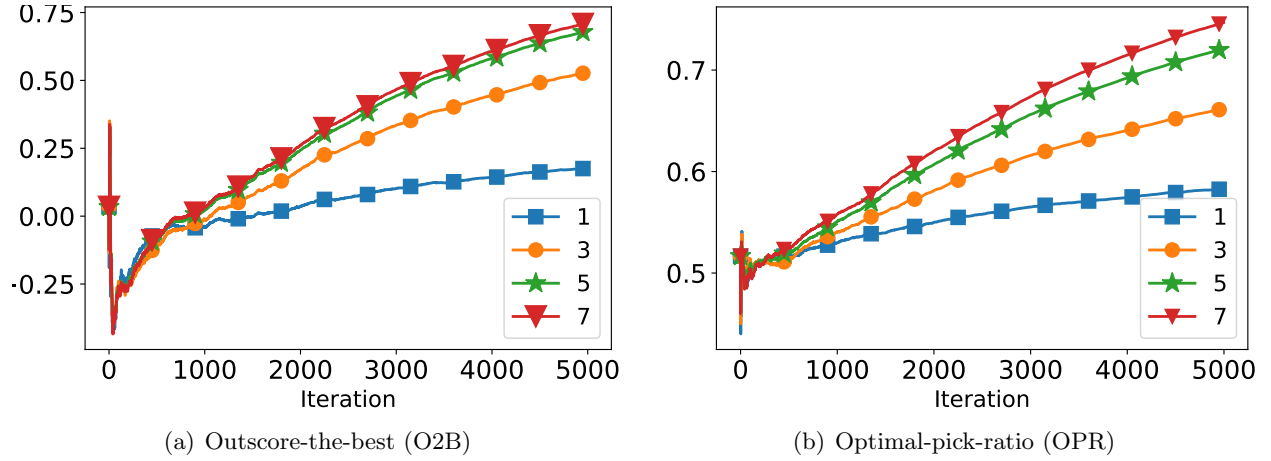 0.75
0.50
0.25
0.00
-0.25
0 1000 2000 3000 4000 5000
Iteration
1
3
5
7
(a) Outscore-the-best (O2B)
0.7
0.6
0.5
0 1000 2000 3000 4000 5000
Iteration
1
3
5
7
(b) Optimal-pick-ratio (OPR)